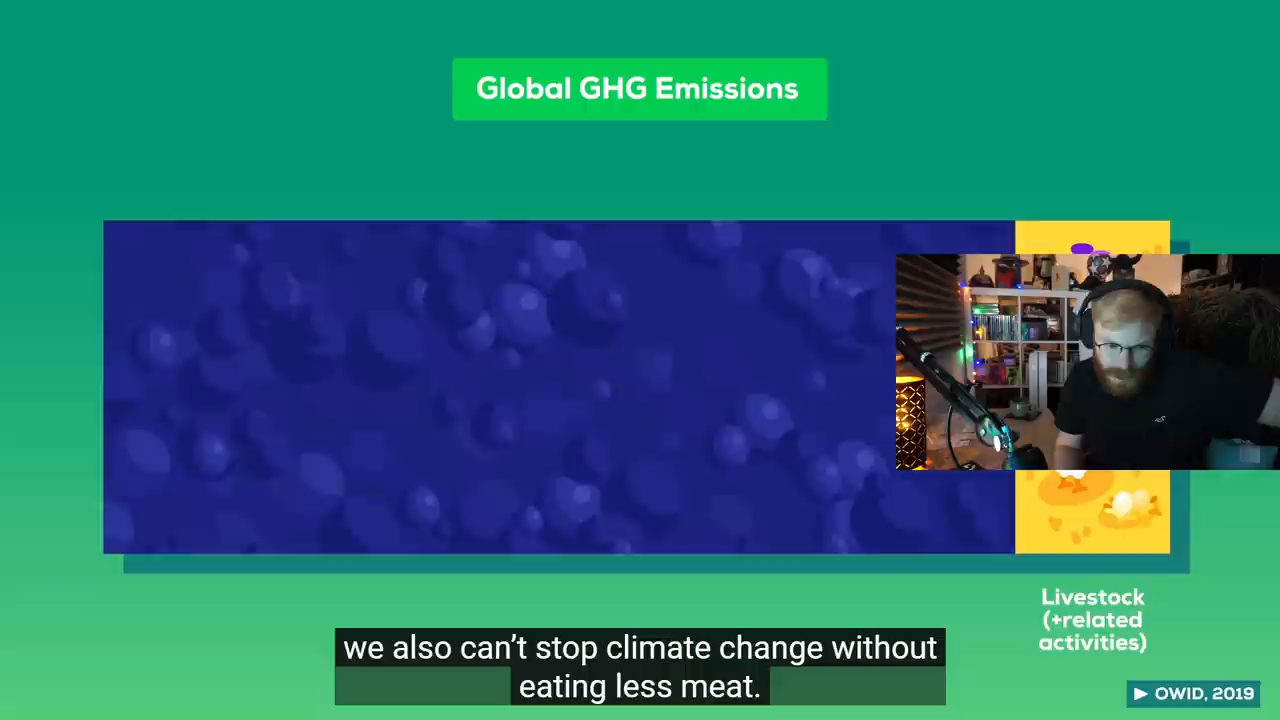 Global GHG Emissions
Livestock
(+related
activities)
we also can’t stop climate change without
eating less meat.
► OWID, 2019